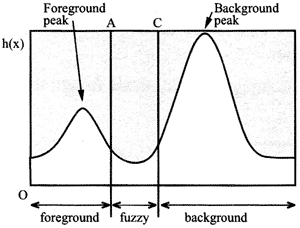 Foreground
peak
A
C
Background
peak
h(x)
O
foreground
fuzzy
background